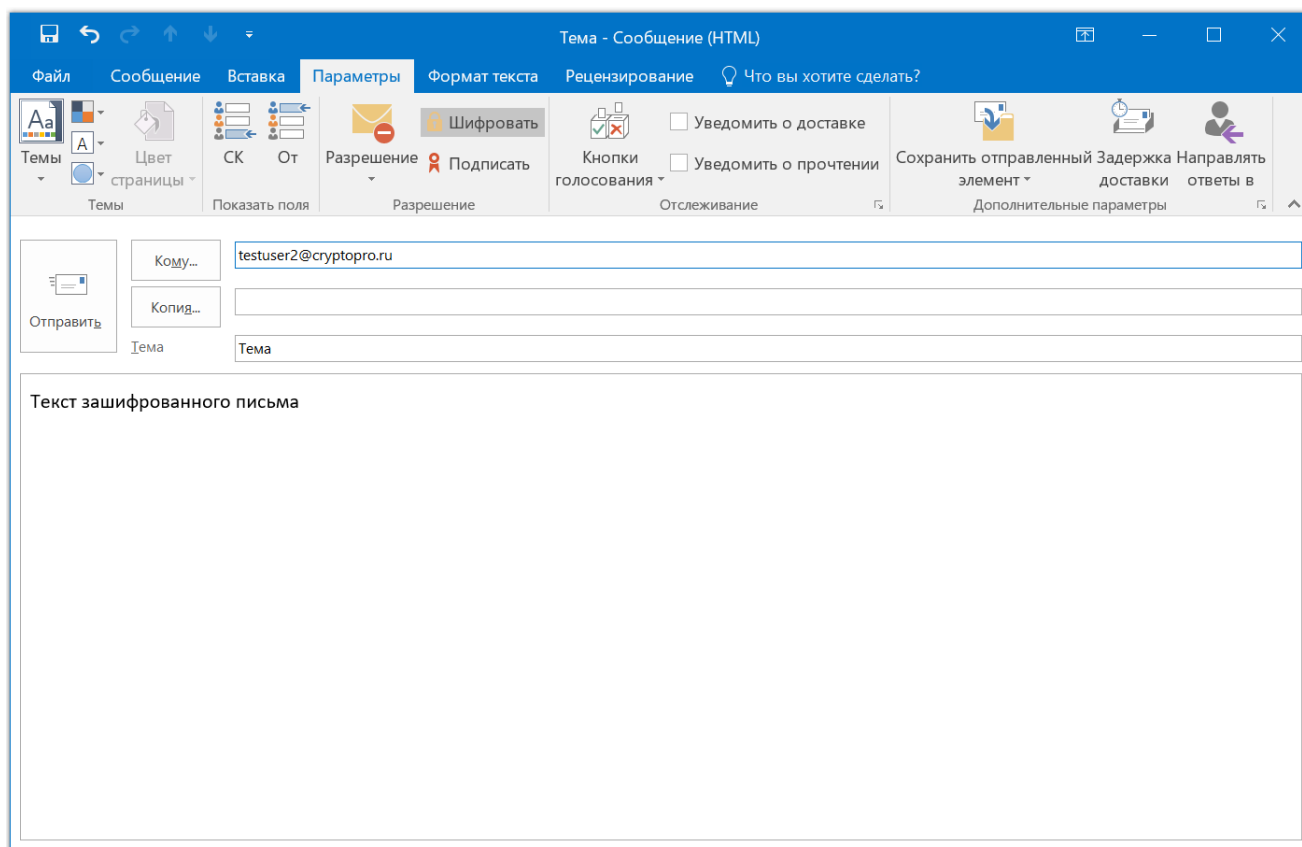 Тема - Сообщение (HTML)
Файл Сообщение Вставка Параметры Формат текста Рецензирование Что вы хотите сделать?
Aa
Темы
A
Цвет
страницы
Темы
СК От
Показать поля
Разрешение
Шифровать
Подписать
Разрешение
Кнопки
голосования
Уведомить о доставке
Уведомить о прочтении
Отслеживание
Сохранить отправленный
элемент
Задержка
доставки
Направлять
ответы в
Дополнительные параметры
Отправить
Кому...
testuser2@cryptopro.ru
Копия...
Тема
Тема
Текст зашифрованного письма